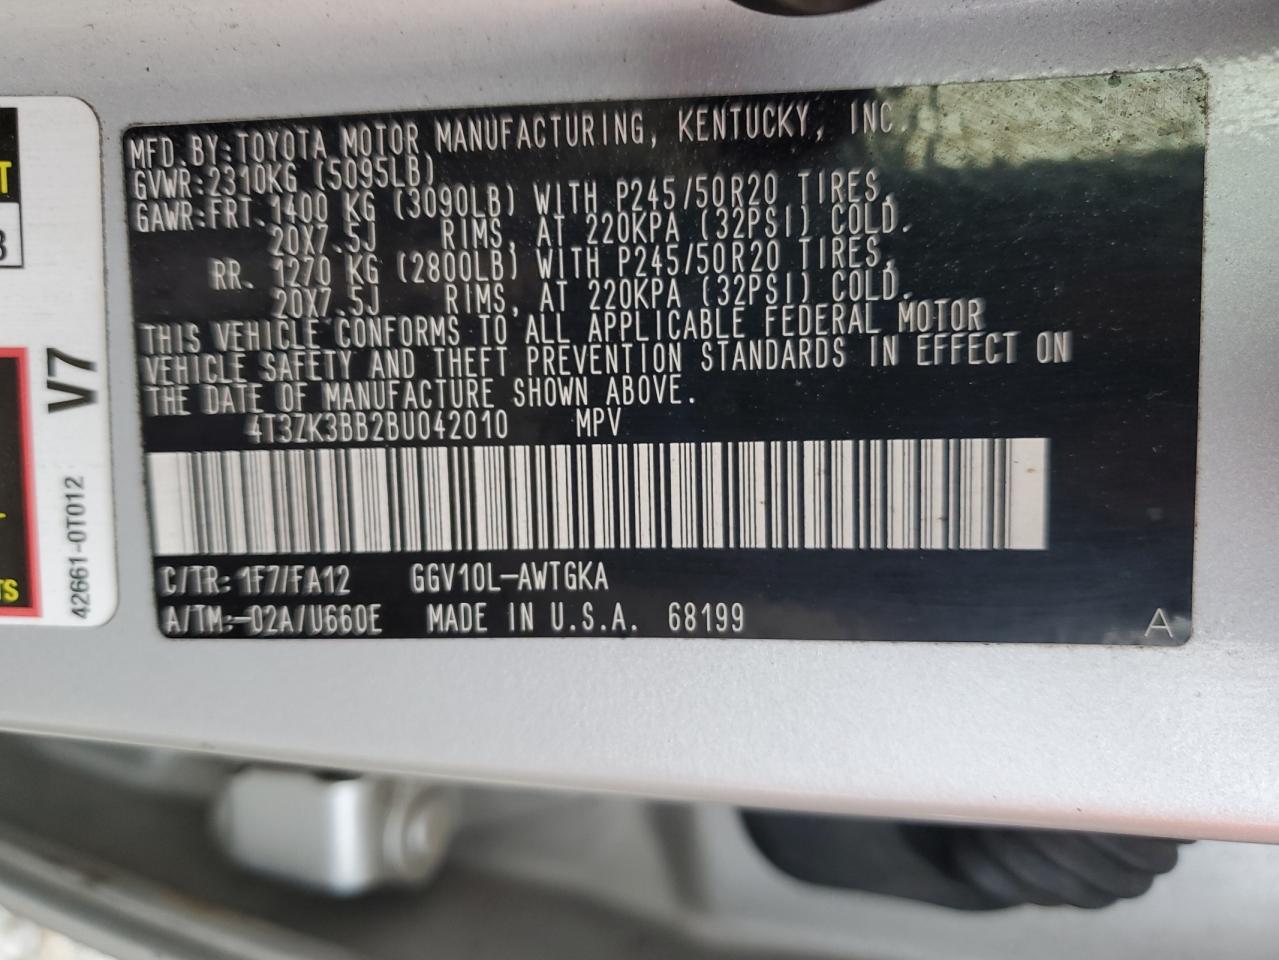 MFD. BY: TOYOTA MOTOR MANUFACTURING, KENTUCKY, INC.
GVWR: 2310KG (5095LB)
GAWR: FRT. 1400 KG (3090LB) WITH P245/50R20 TIRES,
20X7.5J RIMS, AT 220KPA (32PSI) COLD.
RR. 1270 KG (2800LB) WITH P245/50R20 TIRES,
20X7.5J RIMS, AT 220KPA (32PSI) COLD.
THIS VEHICLE CONFORMS TO ALL APPLICABLE FEDERAL MOTOR
VEHICLE SAFETY AND THEFT PREVENTION STANDARDS IN EFFECT ON
THE DATE OF MANUFACTURE SHOWN ABOVE.
4T3ZK3BB2BU042010 MPV
C/TR: 1F7/FA12 GGV10L-AWTGKA
A/TM:-02A/U660E MADE IN U.S.A. 68199
A
V7
42661-0T012